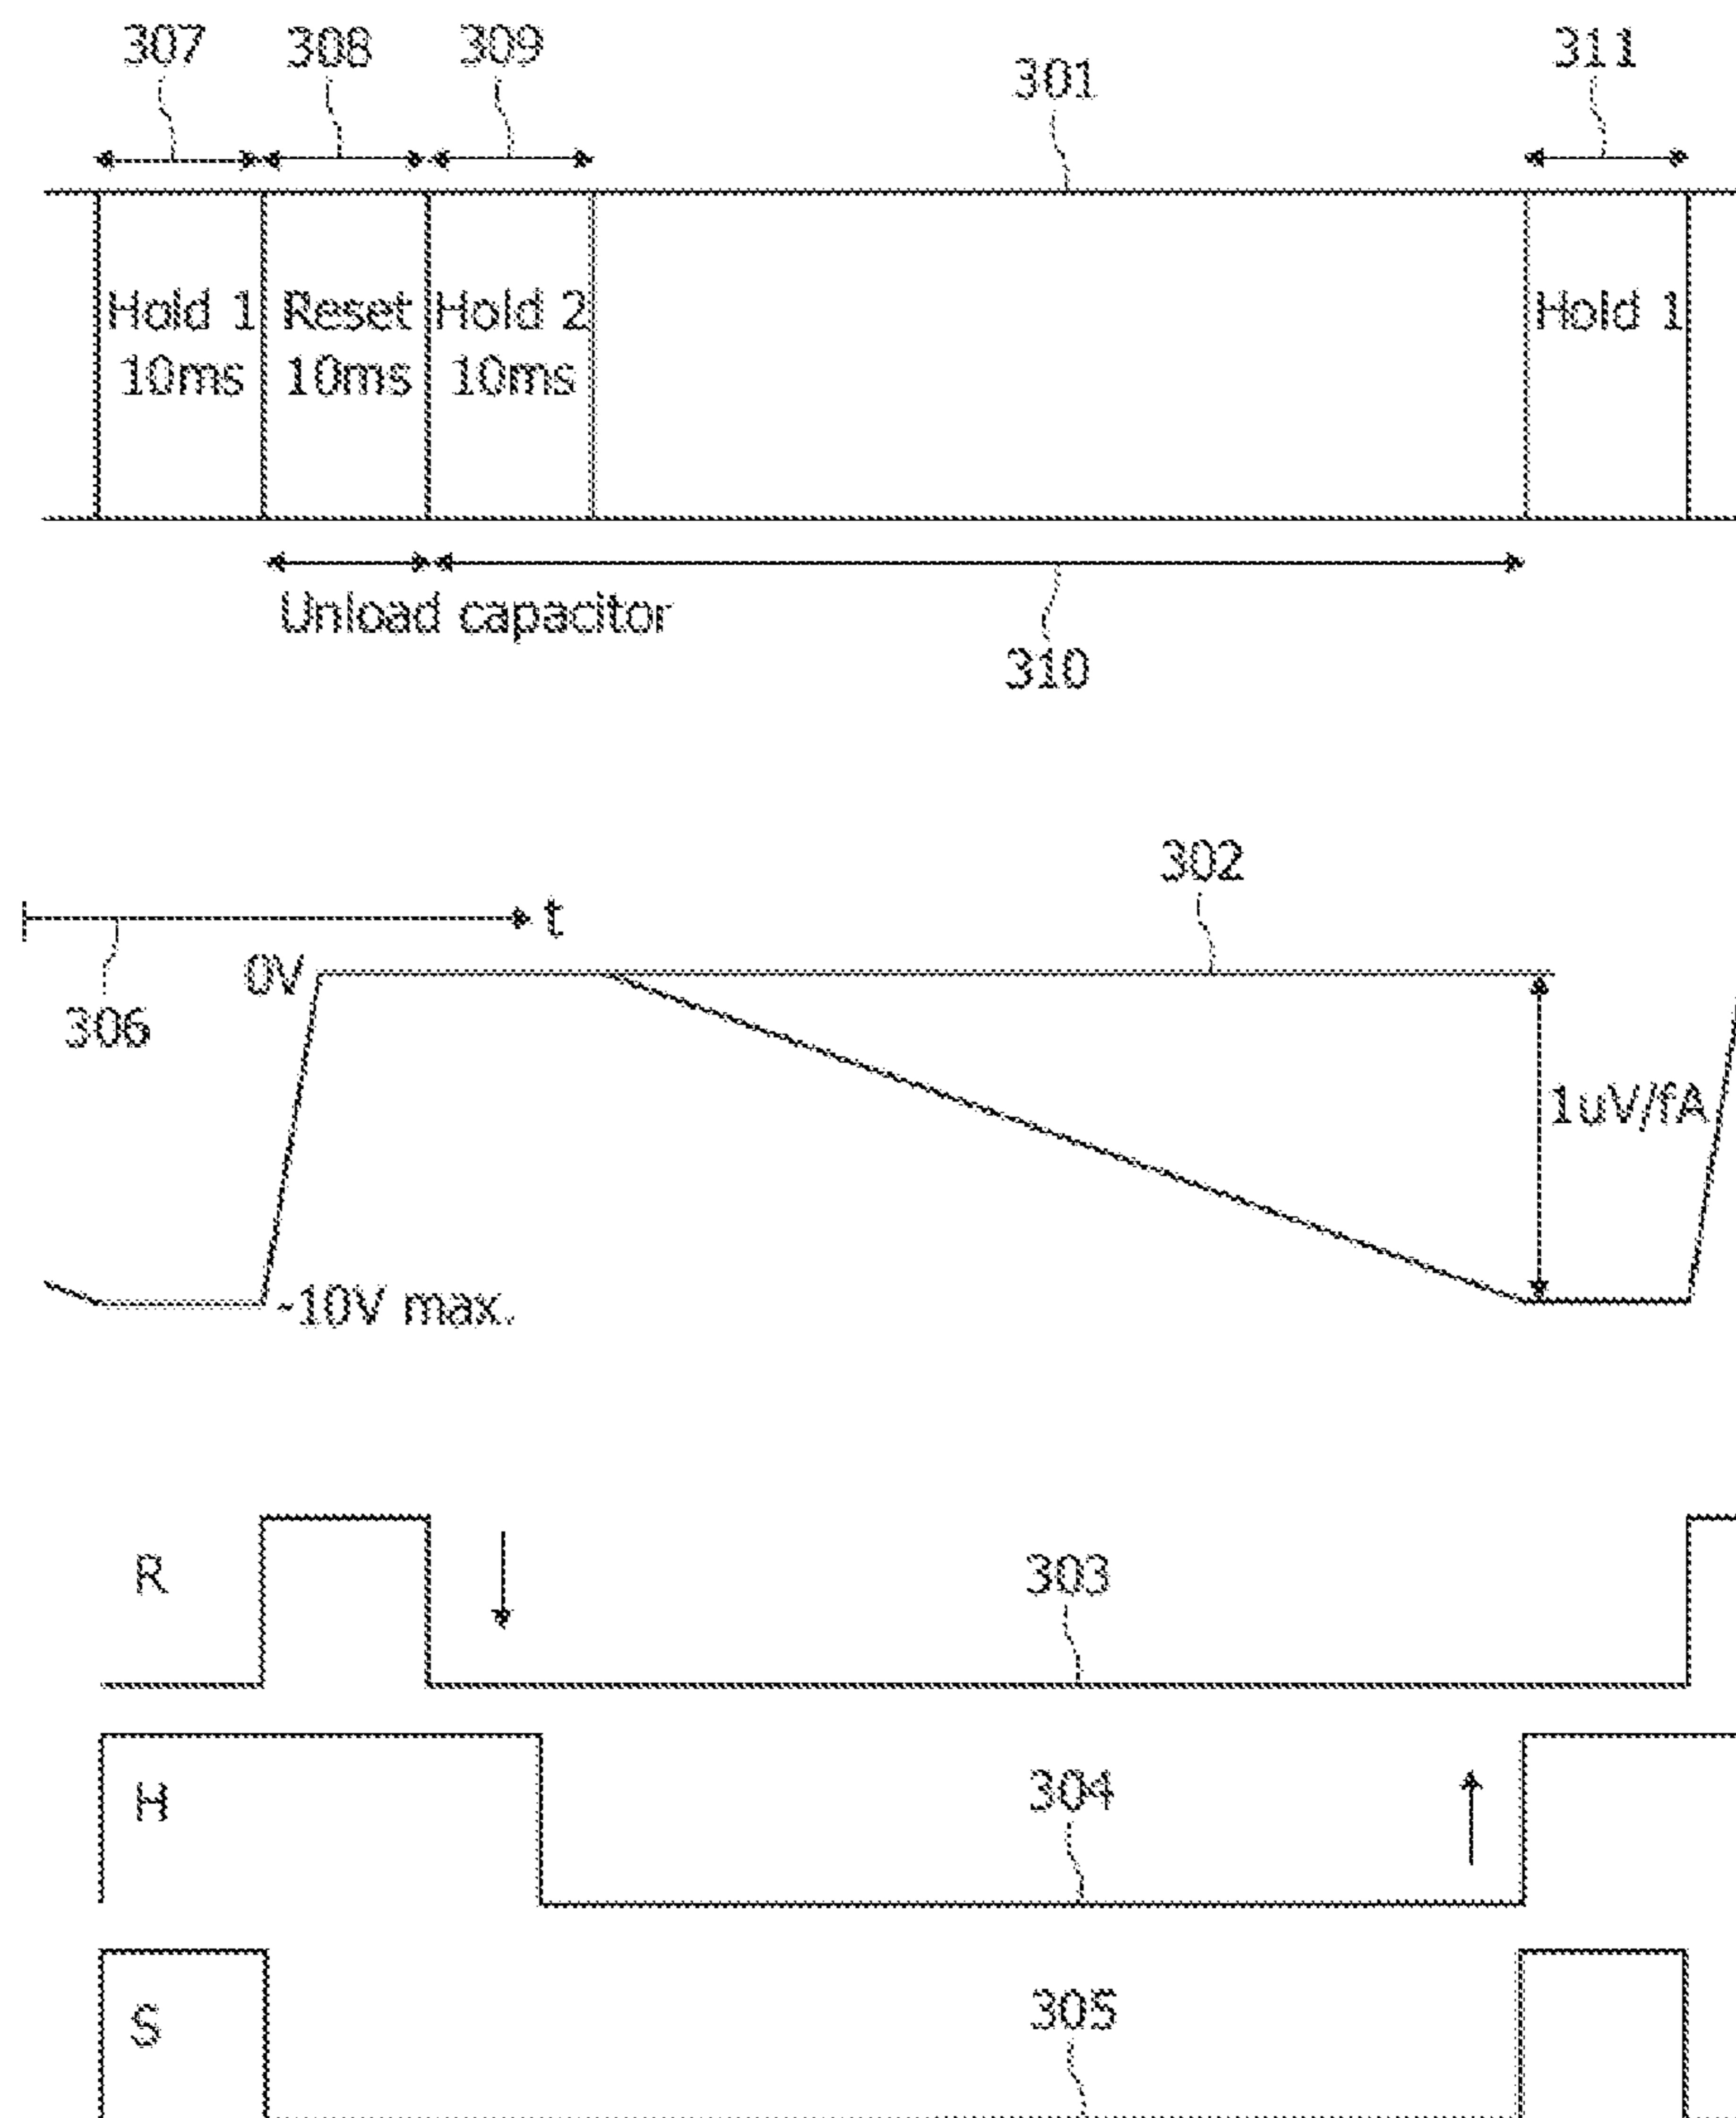 307 308 309 301 311
Hold 1 Reset Hold 2 Hold 1
10ms 10ms 10ms
Unload capacitor
310
302
t
0V
306
1uV/fA
-10V max.
R 303
H 304
S 305